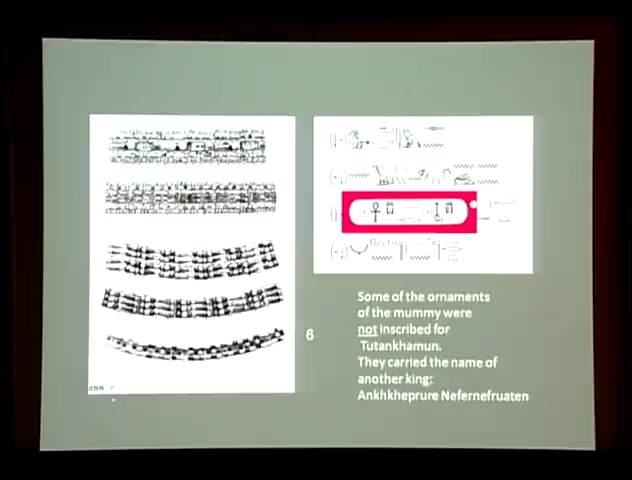 6
Some of the ornaments
of the mummy were
not inscribed for
Tutankhamun.
They carried the name of
another king:
Ankhkheprure Nefernefruaten